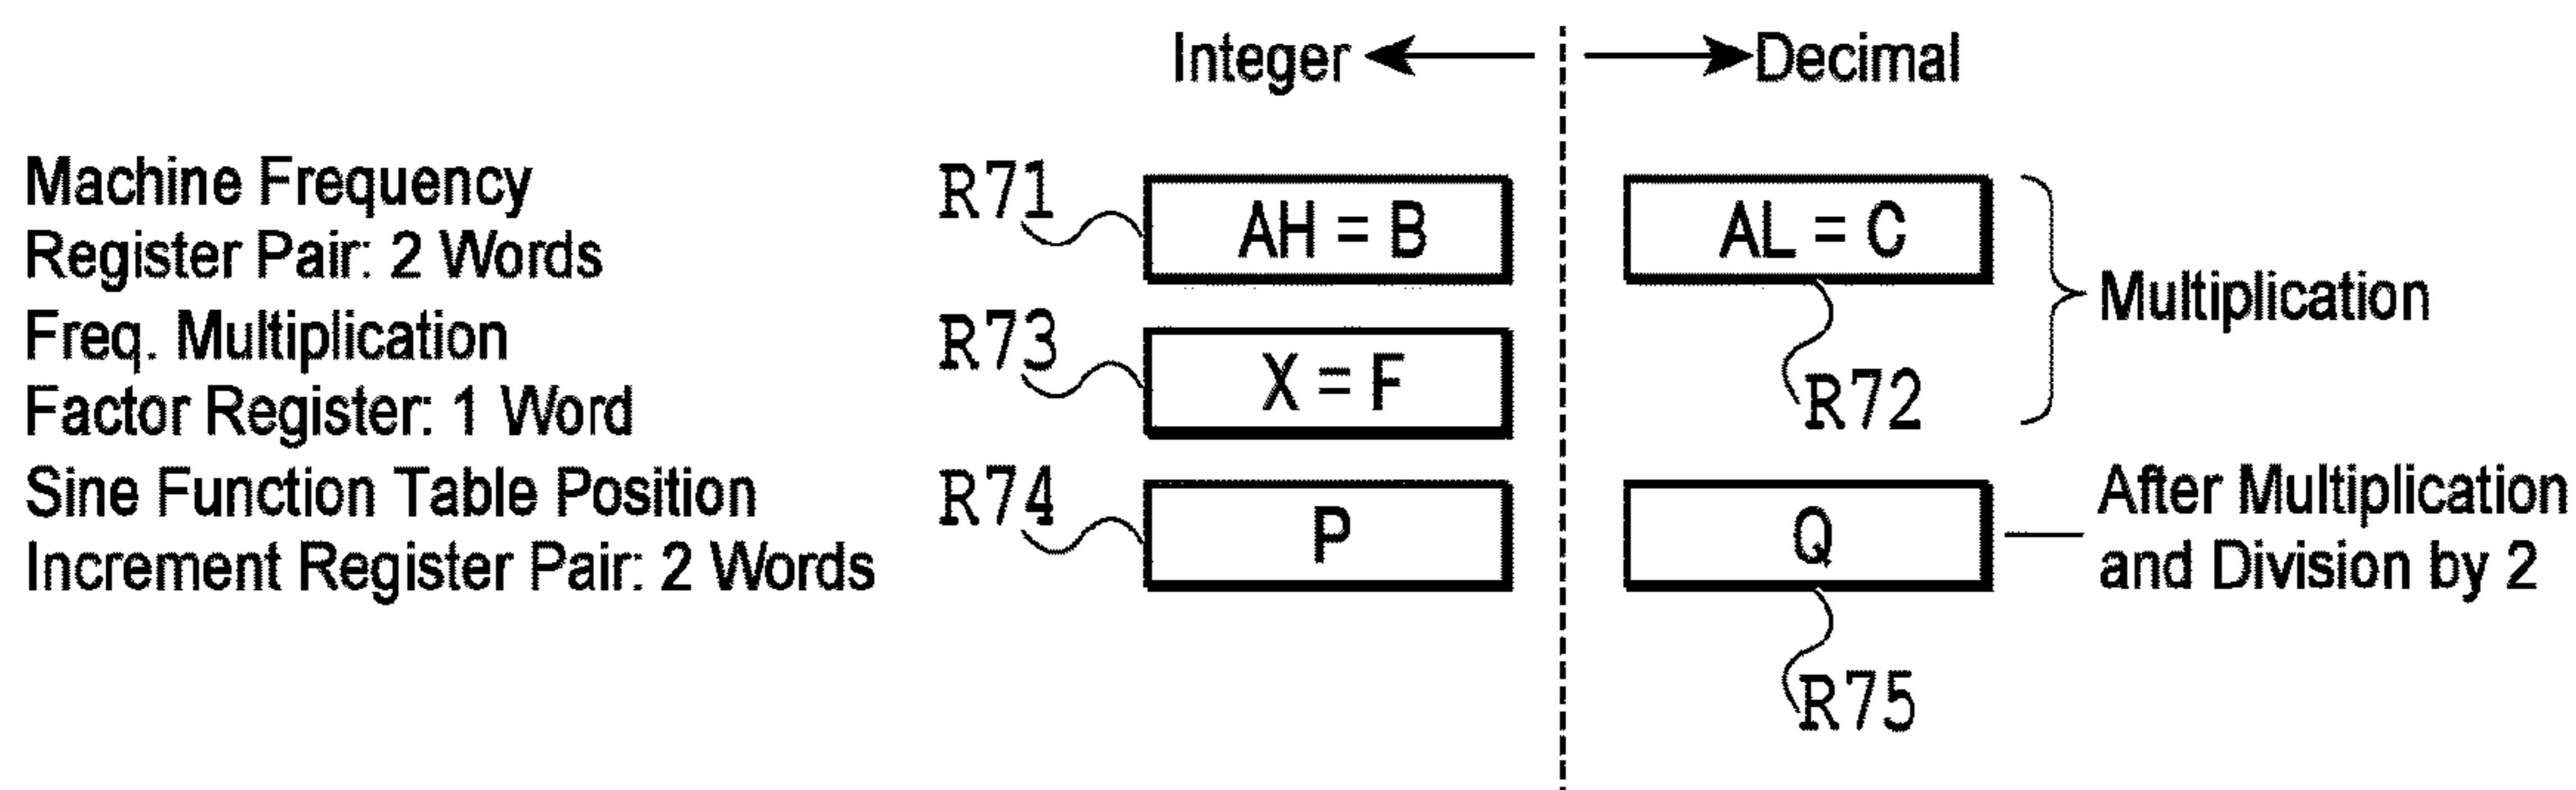 Integer Decimal
Machine Frequency
Register Pair: 2 Words
R71 AH = B AL = C
Freq. Multiplication
Factor Register: 1 Word
R73 X = F R72 Multiplication
Sine Function Table Position
Increment Register Pair: 2 Words
R74 P Q After Multiplication
and Division by 2
R75